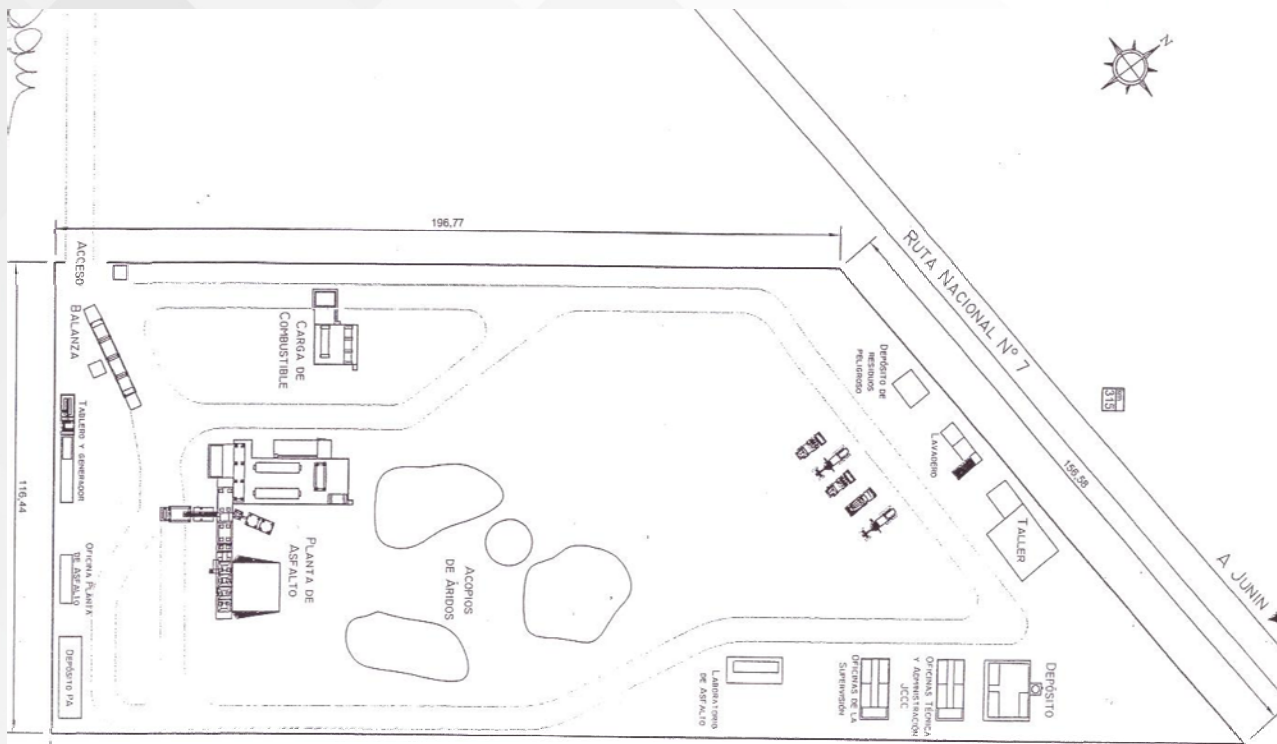 N
196,77
RUTA NACIONAL Nº 7
ACCESO
BALANZA
CARGA DE
COMBUSTIBLE
DEPÓSITO DE
RESIDUOS
PELIGROSO
315
LAVADERO
156,58
TABLERO Y GENERADOR
116,44
TALLER
A JUNIN
PLANTA DE
ASFALTO
ACOPIOS
DE ÁRIDOS
OFICINA PLANTA
DE ASFALTO
DEPÓSITO PA
LABORATORIO
DE ASFALTO
OFICINAS DE LA
SUPERVISIÓN
OFICINAS TÉCNICA
Y ADMINISTRACIÓN
JCCC
DEPÓSITO